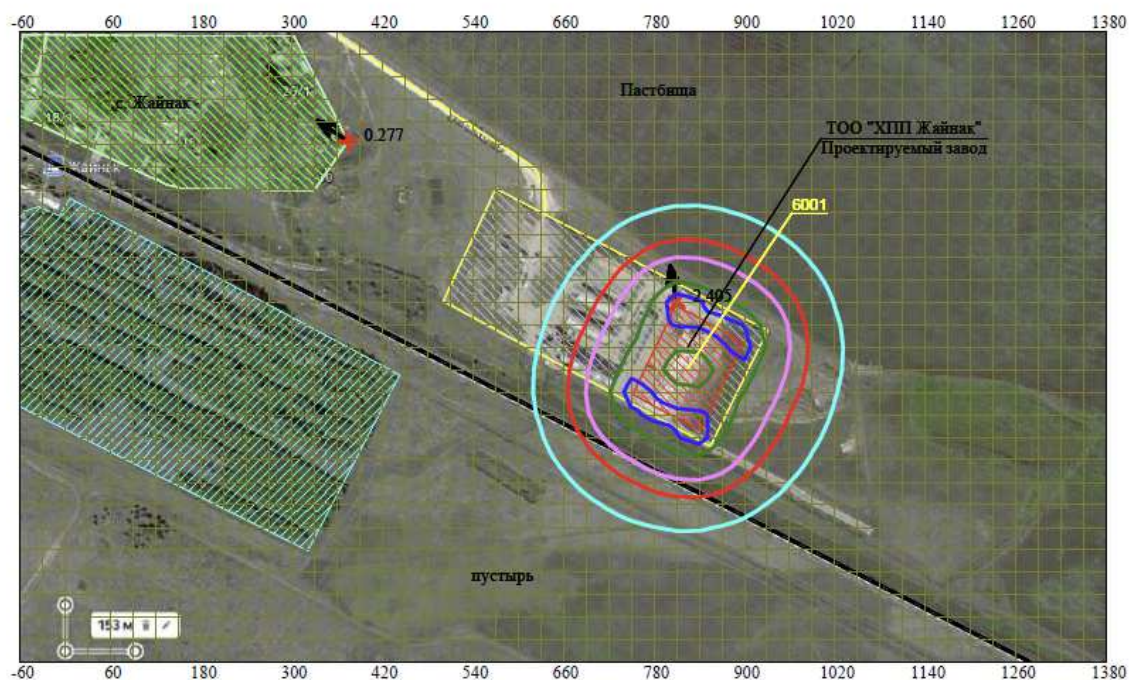 -60 60 180 300 420 540 660 780 900 1020 1140 1260 1380
с. Жайнак
Пастбища
0.277
ТОО "ХПП Жайнак"
Проектируемый завод
6001
2.405
пустырь
153 м
-60 60 180 300 420 540 660 780 900 1020 1140 1260 1380